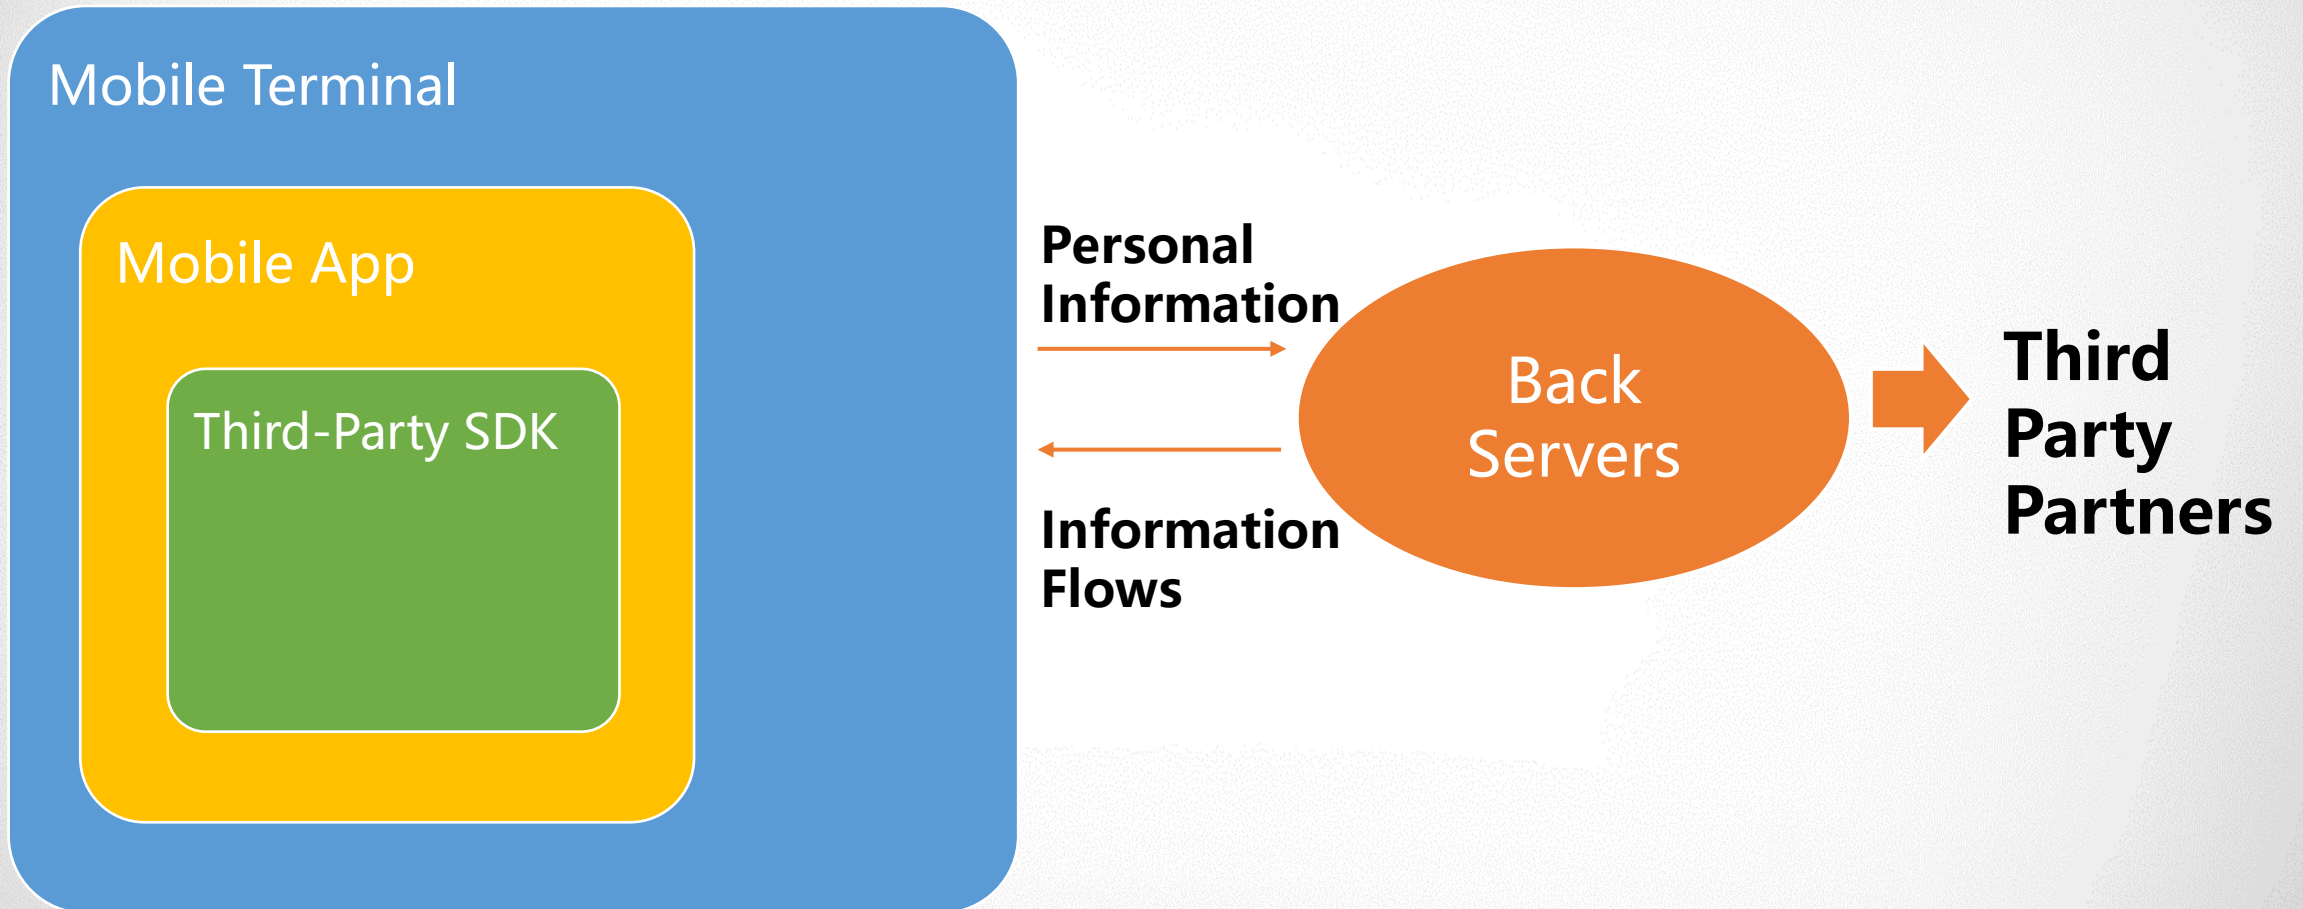 Mobile Terminal
Mobile App
Third-Party SDK
Personal
Information
Information
Flows
Back
Servers
Third
Party
Partners